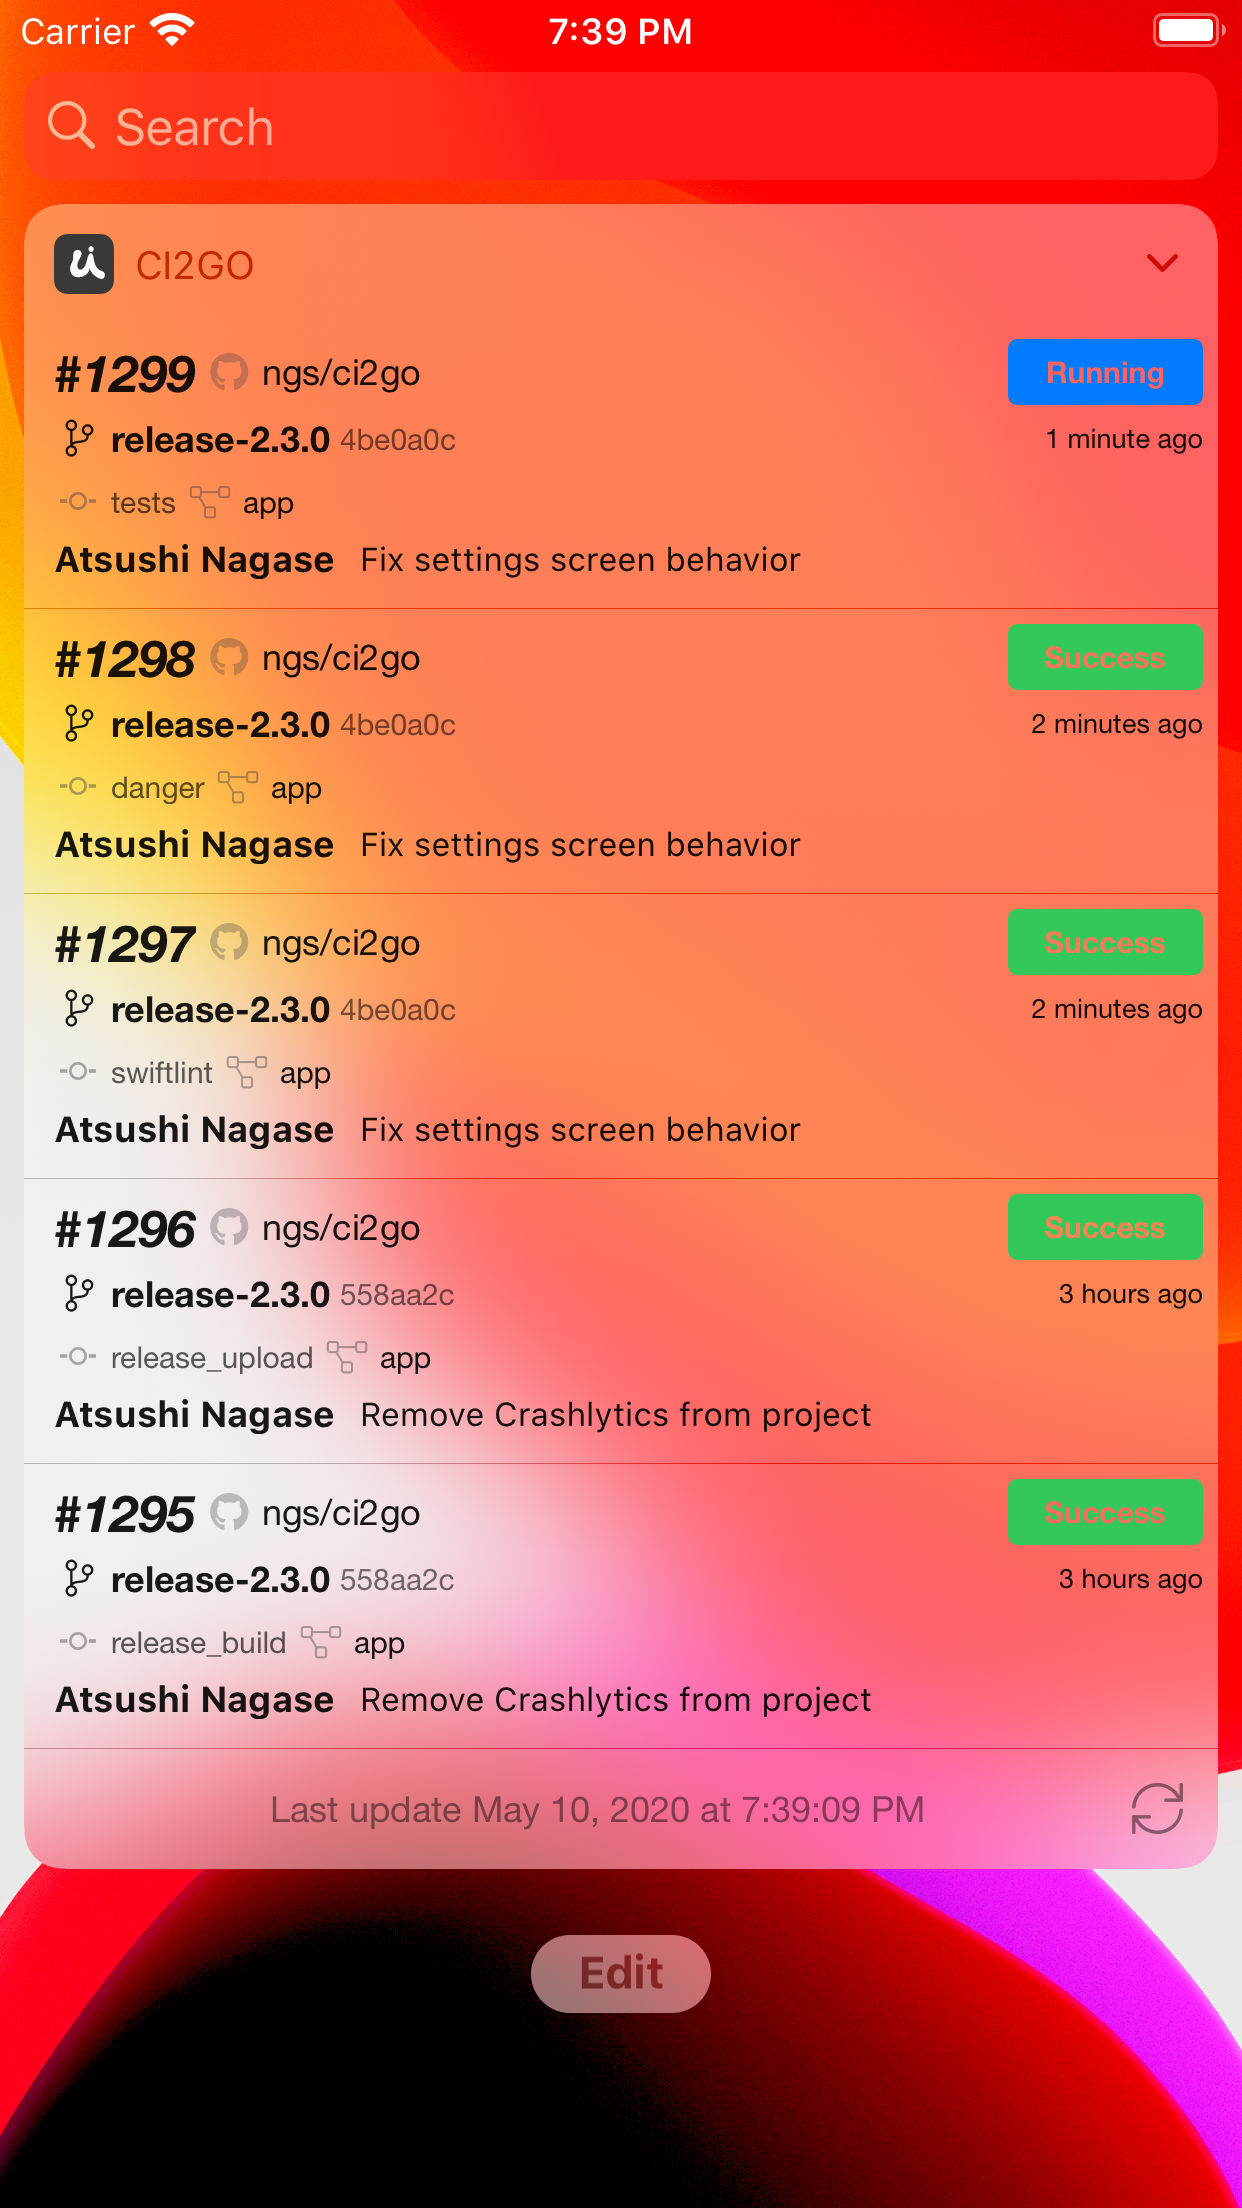 Carrier 7:39 PM
Search
CI2GO
#1299 ngs/ci2go Running
release-2.3.0 4be0a0c 1 minute ago
tests app
Atsushi Nagase Fix settings screen behavior
#1298 ngs/ci2go Success
release-2.3.0 4be0a0c 2 minutes ago
danger app
Atsushi Nagase Fix settings screen behavior
#1297 ngs/ci2go Success
release-2.3.0 4be0a0c 2 minutes ago
swiftlint app
Atsushi Nagase Fix settings screen behavior
#1296 ngs/ci2go Success
release-2.3.0 558aa2c 3 hours ago
release_upload app
Atsushi Nagase Remove Crashlytics from project
#1295 ngs/ci2go Success
release-2.3.0 558aa2c 3 hours ago
release_build app
Atsushi Nagase Remove Crashlytics from project
Last update May 10, 2020 at 7:39:09 PM
Edit